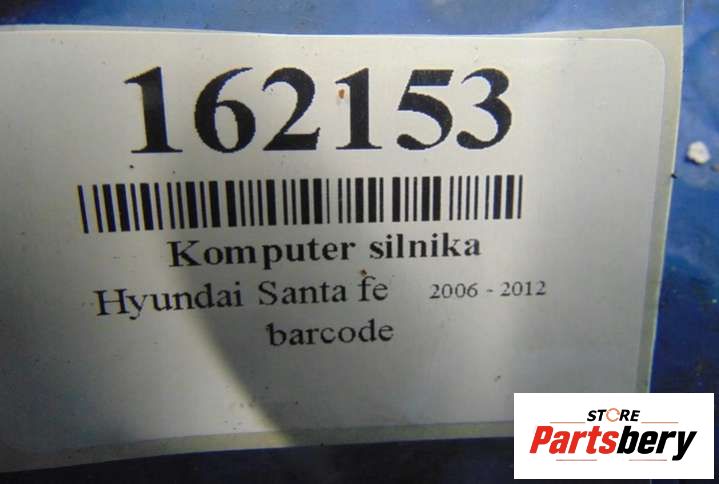 162153
Komputer silnika
Hyundai Santa fe 2006 - 2012
barcode
STORE
Partsbery